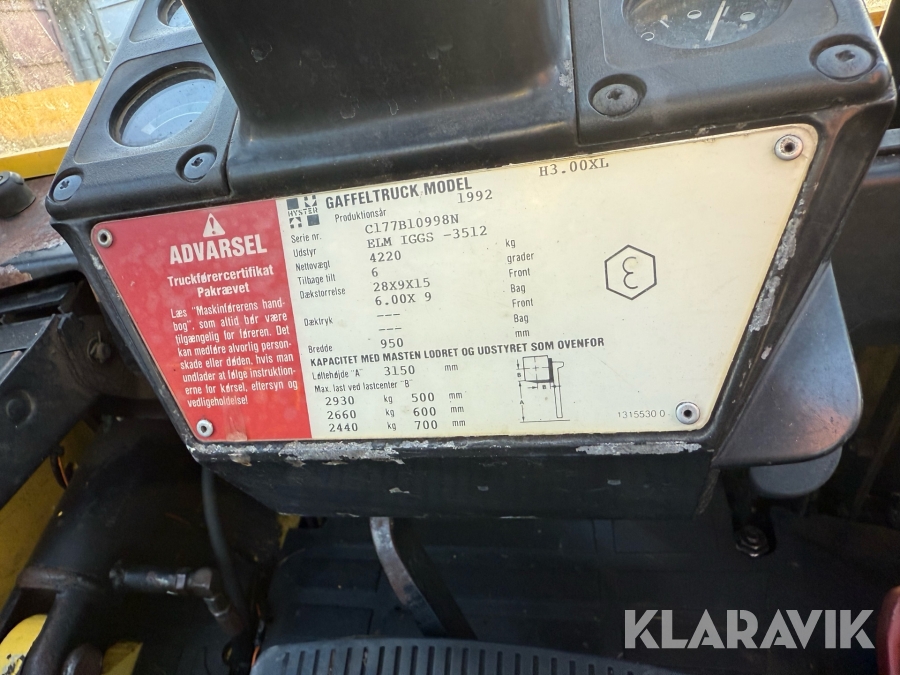 ADVARSEL
Truckførercertifikat
Pakrævet
Læs "Maskinførerens hand-
bog", som altid bør være
tilgængelig for føreren. Det
kan medføre alvorlig person-
skade eller døden, hvis man
undlader at følge instruktion-
erne for kørsel, eftersyn og
vedligeholdelse!
HYSTER
GAFFELTRUCK MODEL H3.00XL
Produktionsår 1992
Serie nr. C177B10998N
Udstyr ELM IGGS -3512
Nettovægt 4220 kg
Tilbage tilt 6 grader
Dækstørrelse 28X9X15 Front
6.00X 9 Bag
Dæktryk --- Front
--- Bag
Bredde 950 mm
KAPACITET MED MASTEN LODRET OG UDSTYRET SOM OVENFOR
Løftehøjde "A" 3150 mm
Max. last ved lastcenter "B"
2930 kg 500 mm
2660 kg 600 mm
2440 kg 700 mm
B
B
A
ε
1315530 0
KLARAVIK